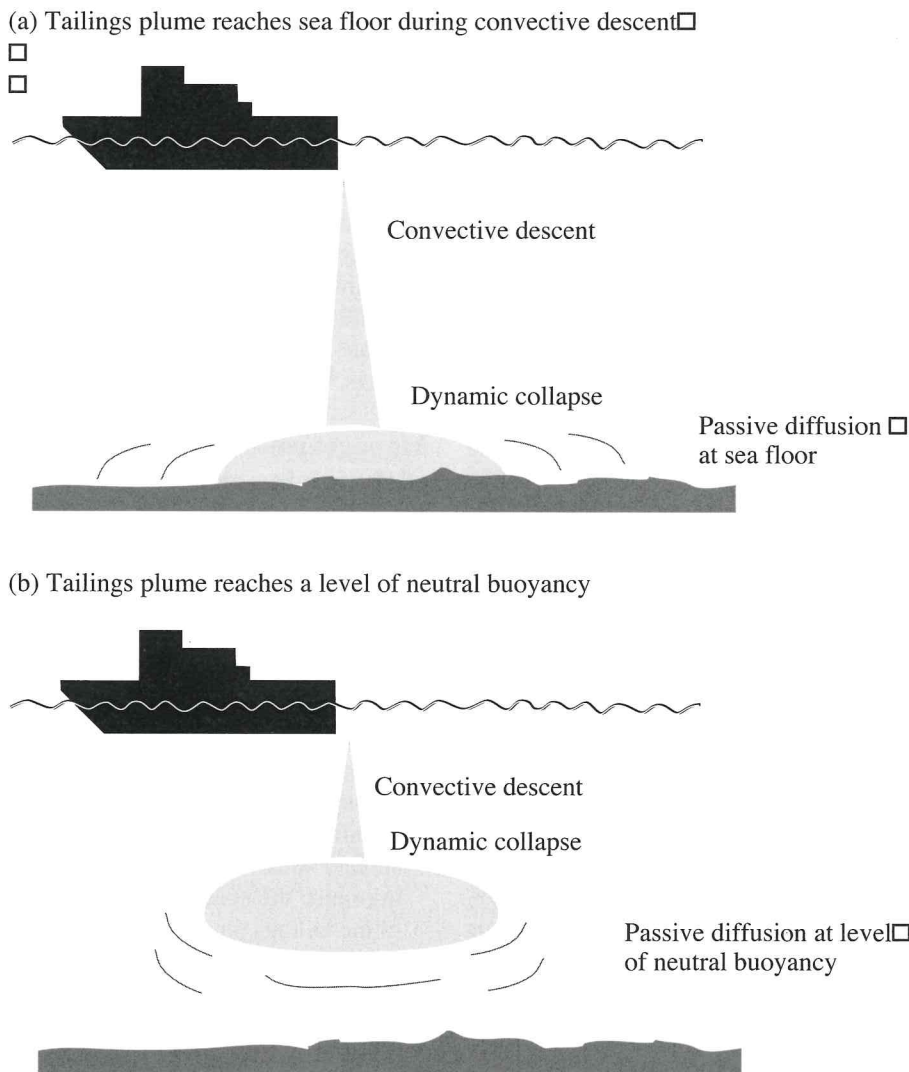 (a) Tailings plume reaches sea floor during convective descent□
□
□
Convective descent
Dynamic collapse
Passive diffusion □
at sea floor
(b) Tailings plume reaches a level of neutral buoyancy
Convective descent
Dynamic collapse
Passive diffusion at level□
of neutral buoyancy